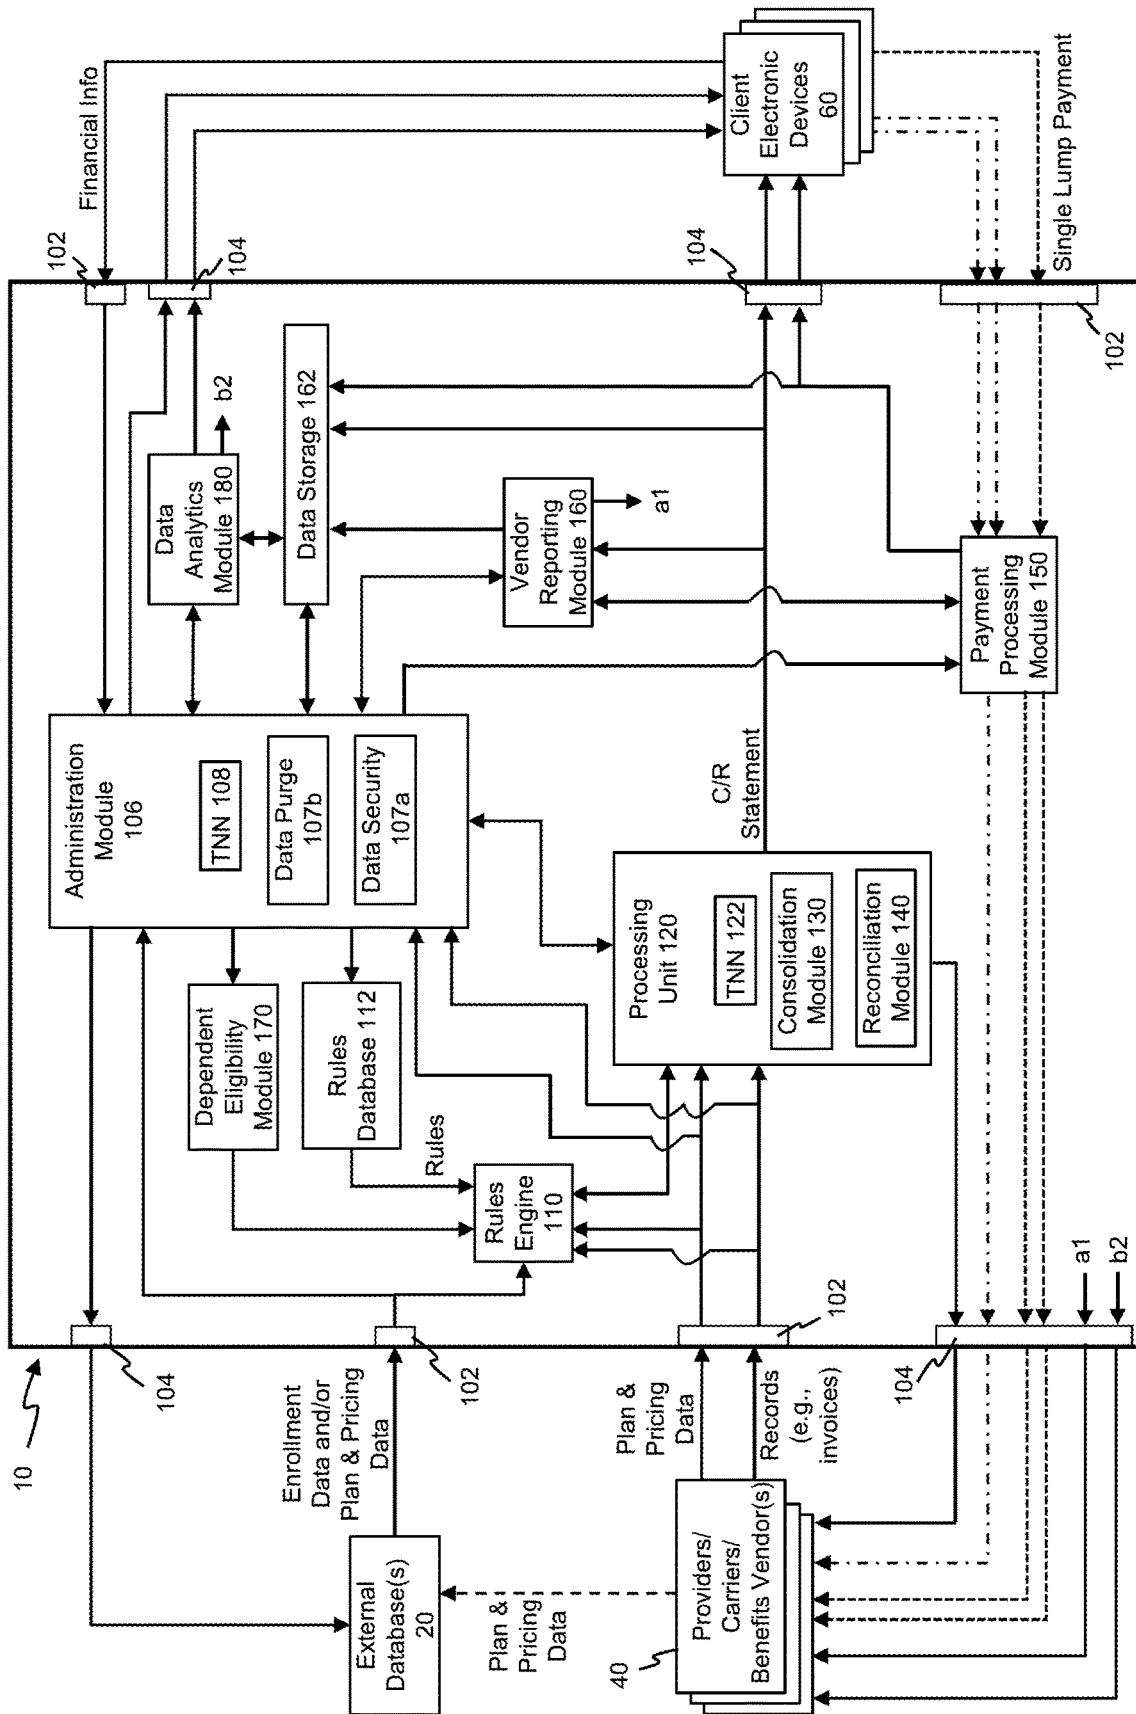 10
External
Database(s)
20
Enrollment
Data and/or
Plan & Pricing
Data
Plan &
Pricing
Data
40
Providers/
Carriers/
Benefits Vendor(s)
Plan &
Pricing
Data
Records
(e.g.,
invoices)
104
102
102
104
a1
b2
Administration
Module
106
TNN 108
Data Purge
107b
Data Security
107a
Dependent
Eligibility
Module 170
Rules
Database 112
Rules
Rules
Engine
110
Processing
Unit 120
TNN 122
Consolidation
Module 130
Reconciliation
Module 140
C/R
Statement
Data
Analytics
Module 180
b2
Data Storage 162
Vendor
Reporting
Module 160
a1
Payment
Processing
Module 150
102
104
104
102
Financial Info
Client
Electronic
Devices
60
Single Lump Payment